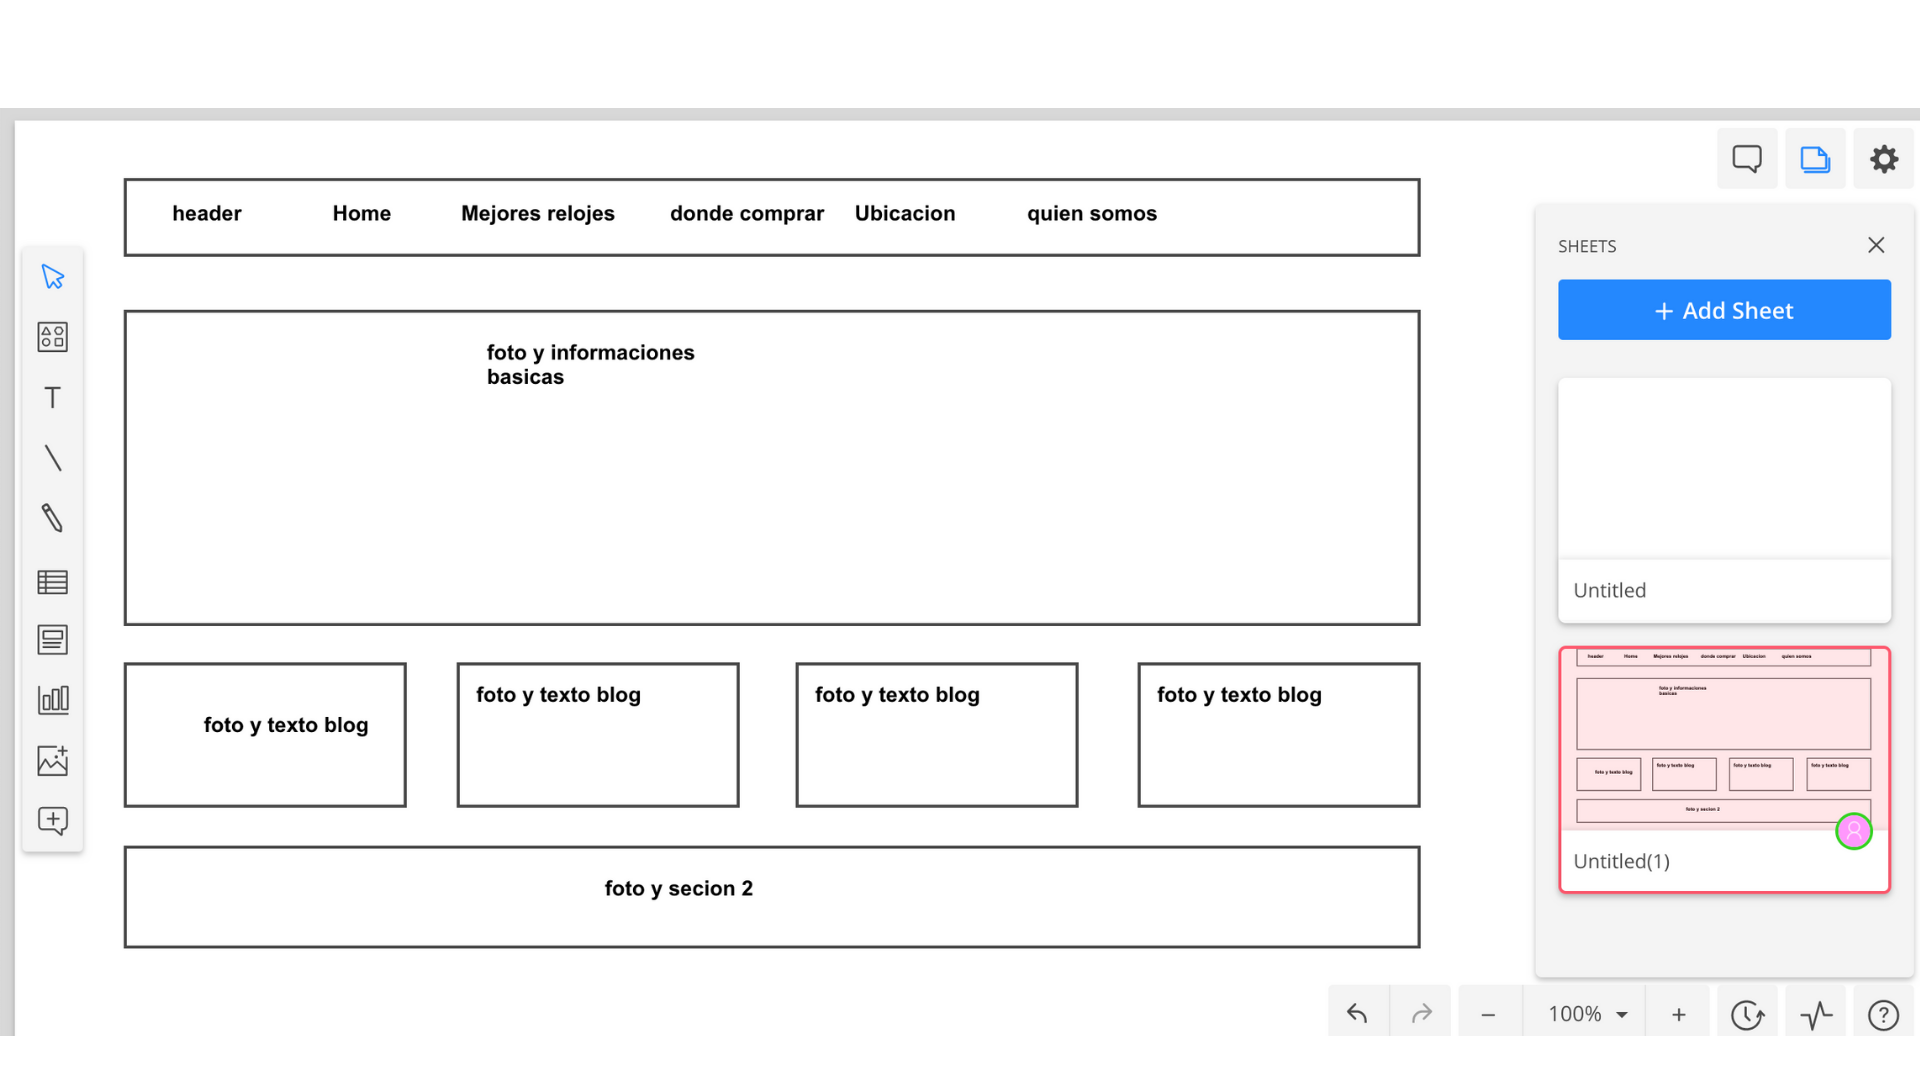 header Home Mejores relojes donde comprar Ubicacion quien somos
foto y informaciones
basicas
foto y texto blog
foto y texto blog
foto y texto blog
foto y texto blog
foto y secion 2
T
SHEETS
+ Add Sheet
Untitled
header Home Mejores relojes donde comprar Ubicacion quien somos
foto y informaciones
basicas
foto y texto blog
foto y texto blog
foto y texto blog
foto y texto blog
foto y secion 2
Untitled(1)
100%